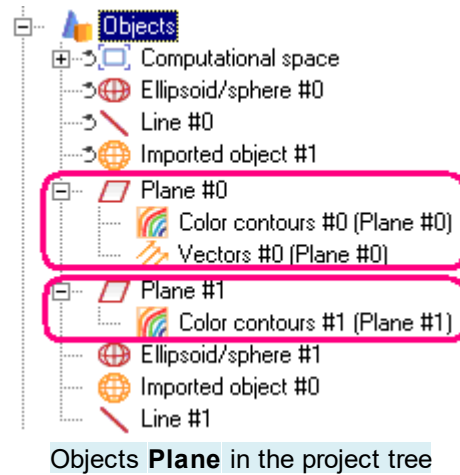 Objects
Computational space
Ellipsoid/sphere #0
Line #0
Imported object #1
Plane #0
Color contours #0 (Plane #0)
Vectors #0 (Plane #0)
Plane #1
Color contours #1 (Plane #1)
Ellipsoid/sphere #1
Imported object #0
Line #1
Objects Plane in the project tree